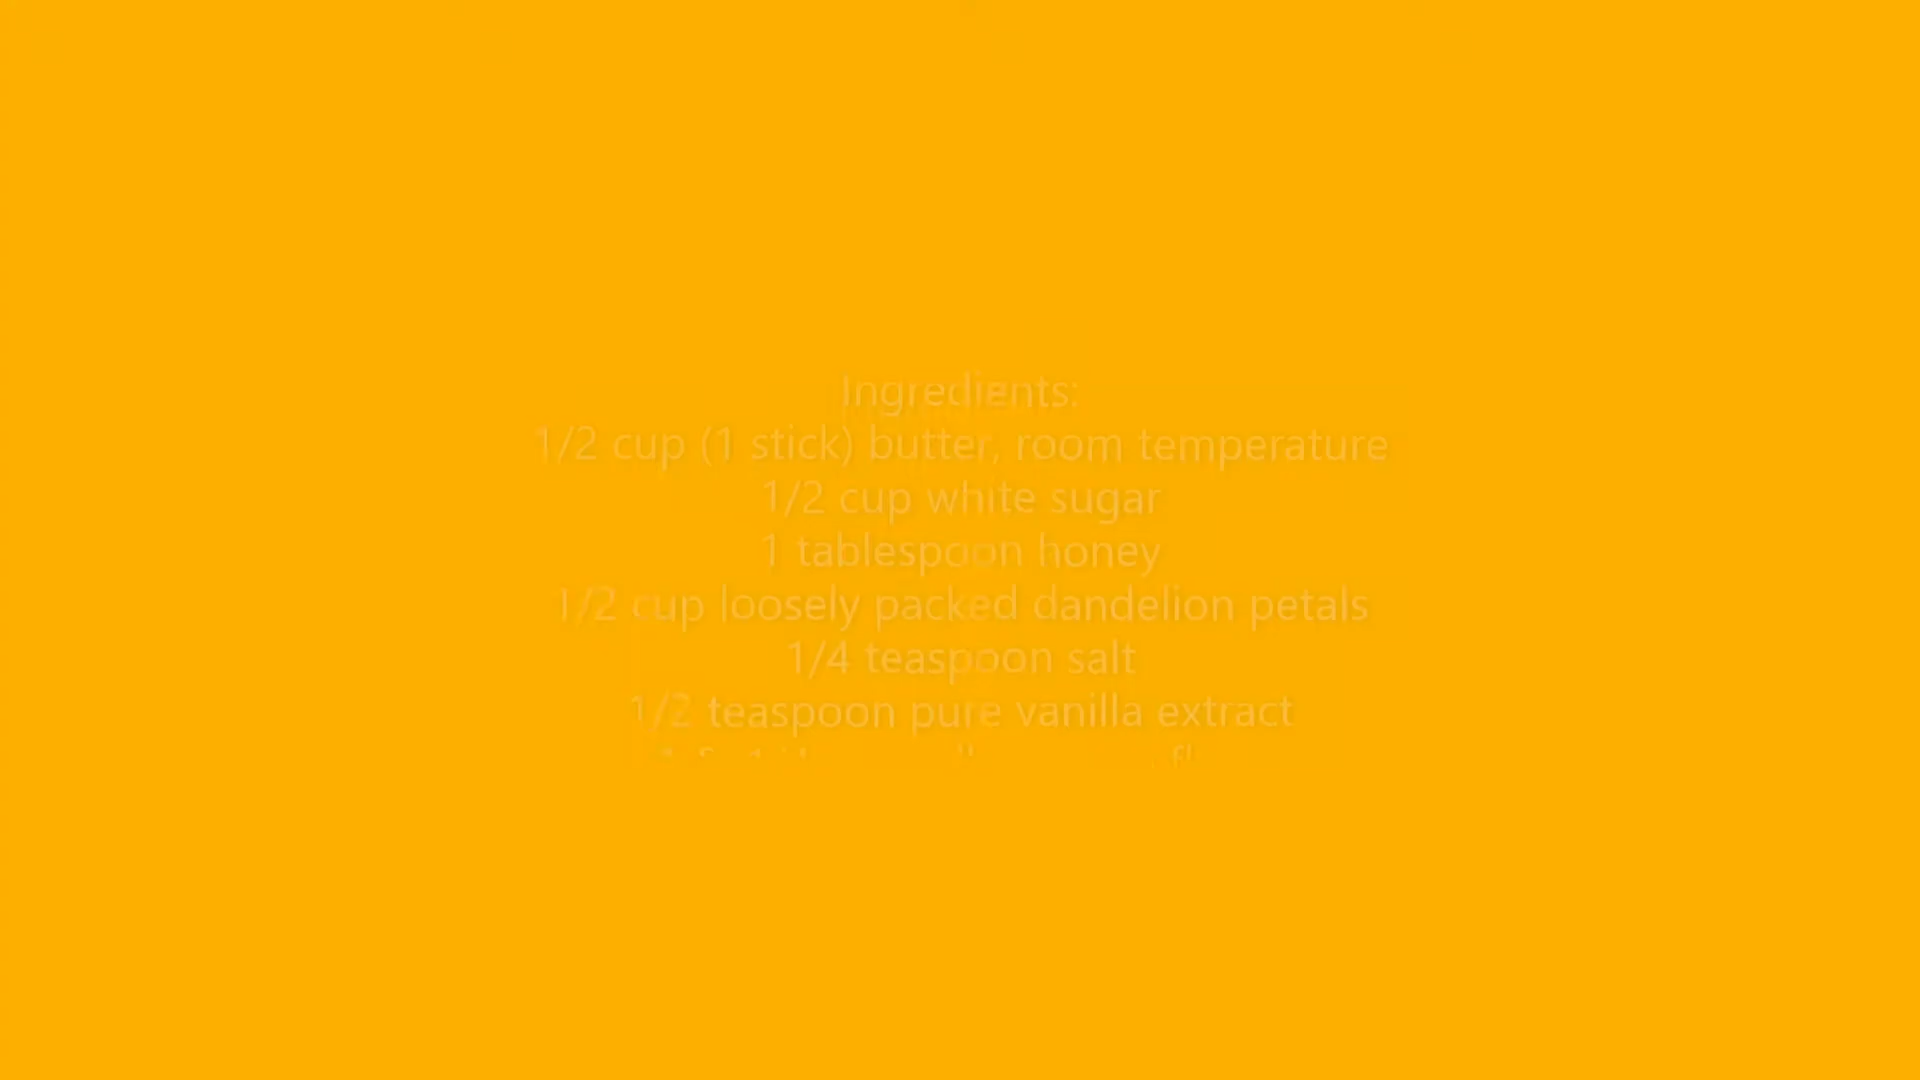 Ingredients:
1/2 cup (1 stick) butter, room temperature
1/2 cup white sugar
1 tablespoon honey
1/2 cup loosely packed dandelion petals
1/4 teaspoon salt
1/2 teaspoon pure vanilla extract